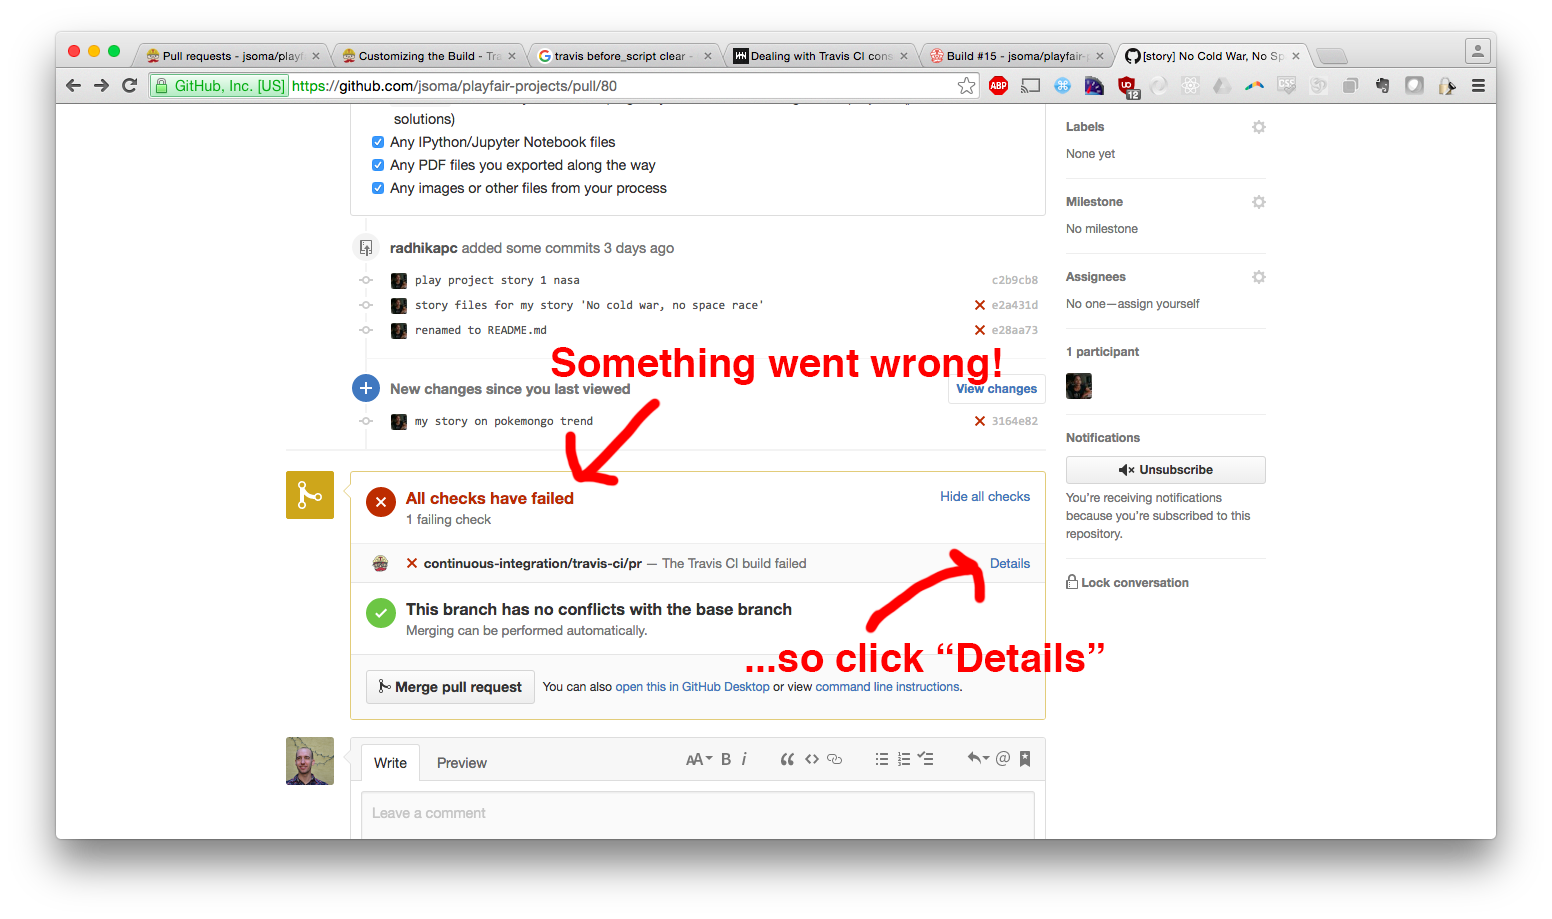 Pull requests - jsoma/playf
Customizing the Build - Tra
travis before_script clear -
Dealing with Travis CI cons
Build #15 - jsoma/playfair-p
[story] No Cold War, No Sp
GitHub, Inc. [US] https://github.com/jsoma/playfair-projects/pull/80
ABP
UD
12
CSS
solutions)
Any IPython/Jupyter Notebook files
Any PDF files you exported along the way
Any images or other files from your process
radhikapc added some commits 3 days ago
play project story 1 nasa c2b9cb8
story files for my story 'No cold war, no space race' e2a431d
renamed to README.md e28aa73
Something went wrong!
New changes since you last viewed View changes
my story on pokemongo trend 3164e82
All checks have failed Hide all checks
1 failing check
continuous-integration/travis-ci/pr — The Travis CI build failed Details
This branch has no conflicts with the base branch
Merging can be performed automatically.
...so click “Details”
Merge pull request You can also open this in GitHub Desktop or view command line instructions.
Write Preview AA B i
Leave a comment
Labels
None yet
Milestone
No milestone
Assignees
No one—assign yourself
1 participant
Notifications
Unsubscribe
You’re receiving notifications
because you’re subscribed to this
repository.
Lock conversation